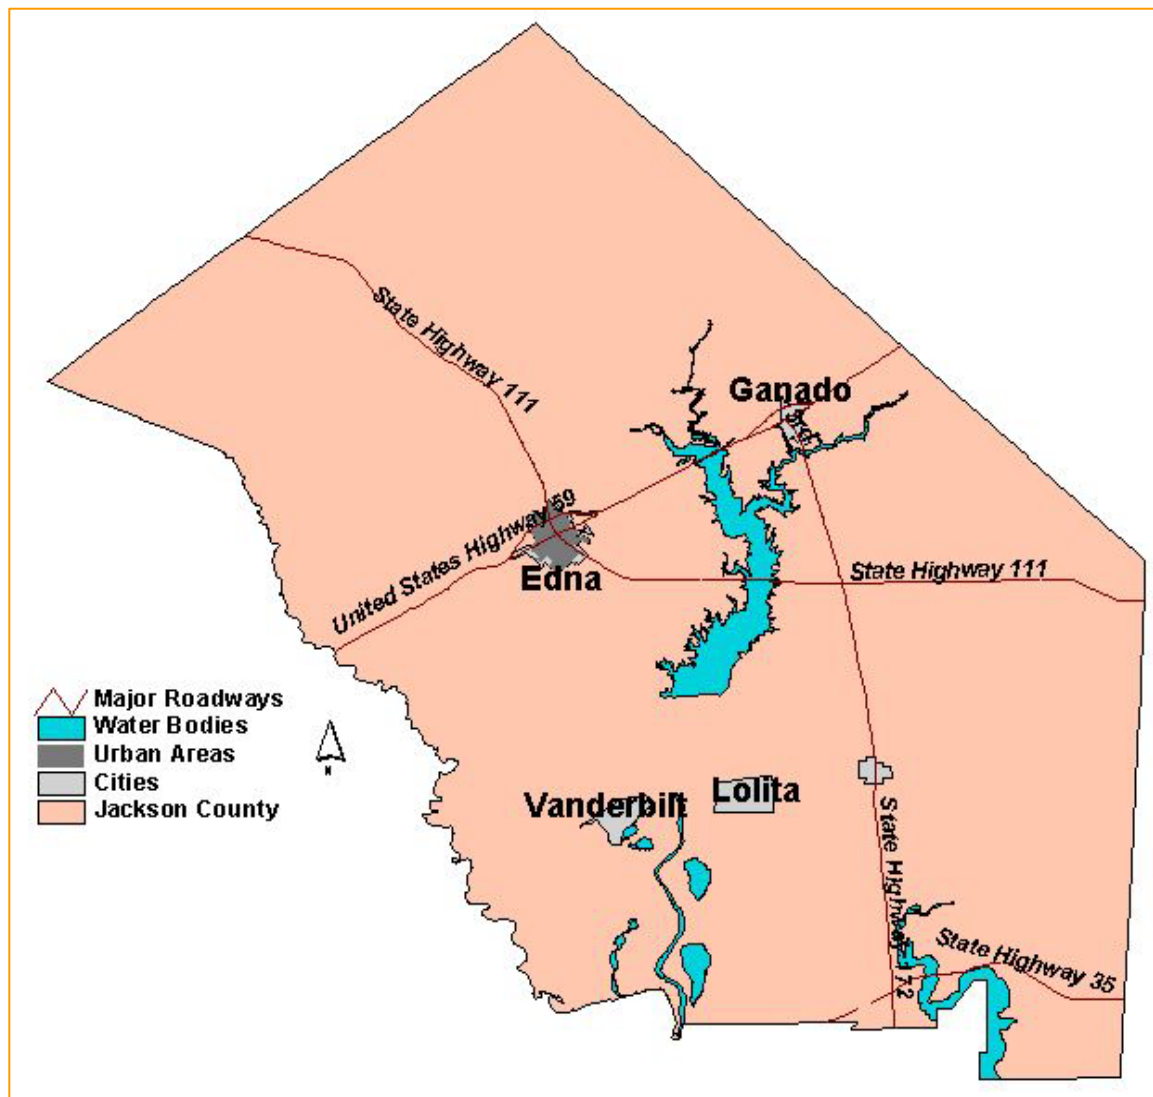 State Highway 111
Ganado
United States Highway 59
Edna
State Highway 111
Major Roadways
Water Bodies
Urban Areas
Cities
Jackson County
N
Vanderbilt
Lolita
State Highway 172
State Highway 35